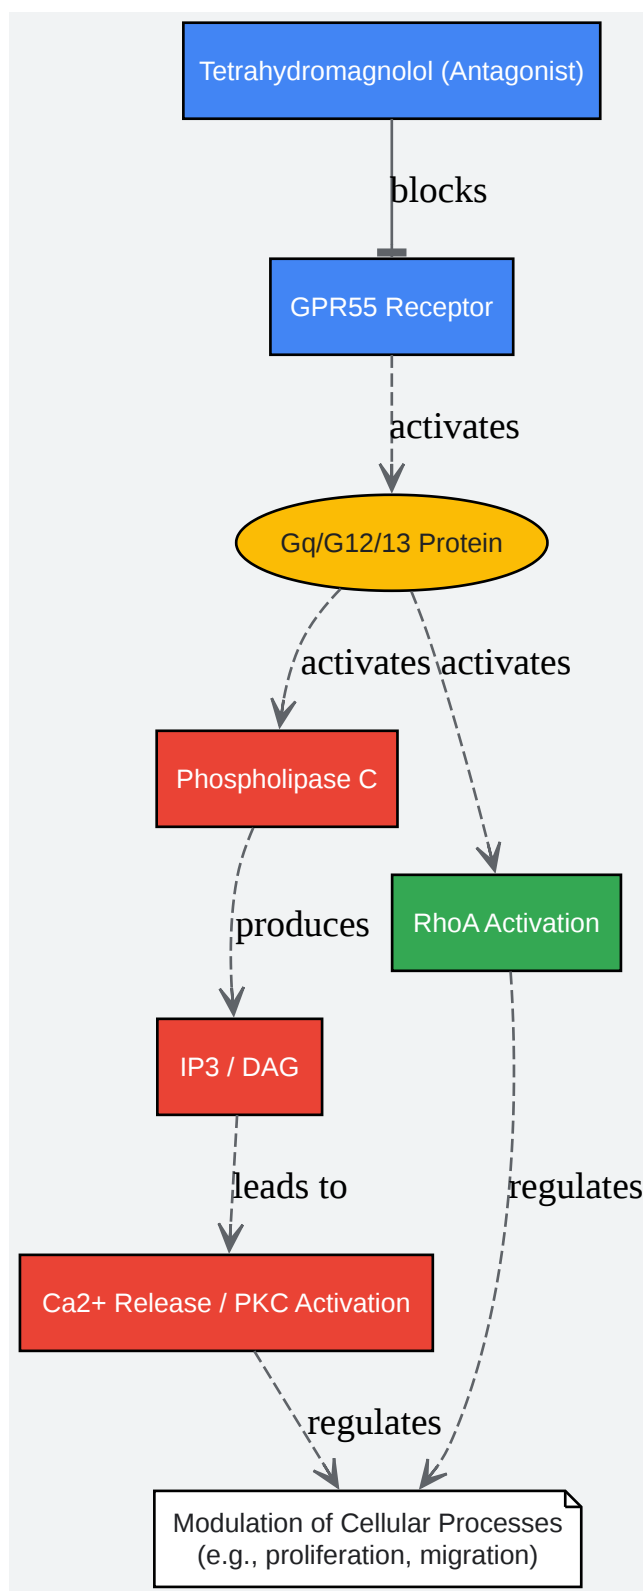 Tetrahydromagnolol (Antagonist)
blocks
GPR55 Receptor
activates
Gq/G12/13 Protein
activates
activates
Phospholipase C
RhoA Activation
produces
IP3 / DAG
leads to
regulates
Ca2+ Release / PKC Activation
regulates
Modulation of Cellular Processes
(e.g., proliferation, migration)